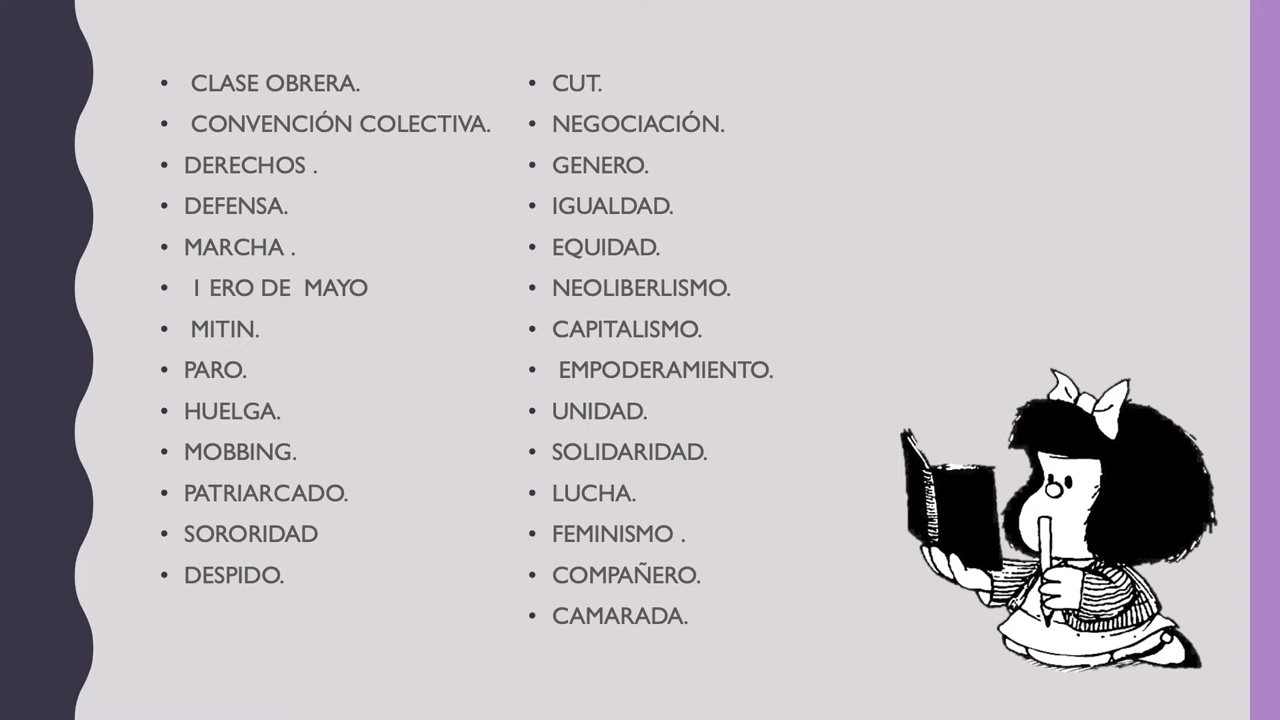 • CLASE OBRERA.
• CONVENCIÓN COLECTIVA.
• DERECHOS .
• DEFENSA.
• MARCHA .
• 1 ERO DE MAYO
• MITIN.
• PARO.
• HUELGA.
• MOBBING.
• PATRIARCADO.
• SORORIDAD
• DESPIDO.
• CUT.
• NEGOCIACIÓN.
• GENERO.
• IGUALDAD.
• EQUIDAD.
• NEOLIBERLISMO.
• CAPITALISMO.
• EMPODERAMIENTO.
• UNIDAD.
• SOLIDARIDAD.
• LUCHA.
• FEMINISMO .
• COMPAÑERO.
• CAMARADA.